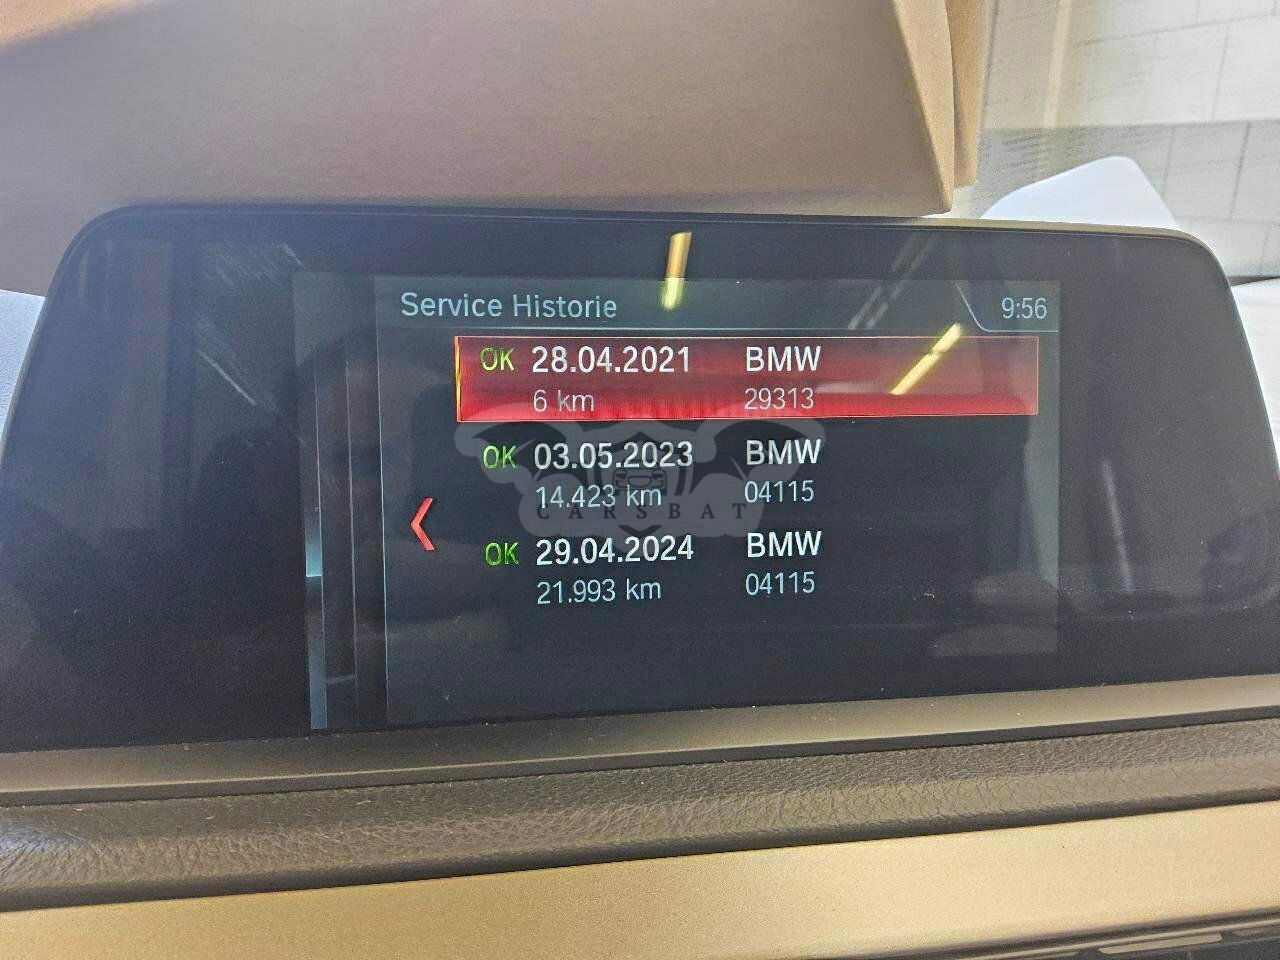 Service Historie 9:56
OK 28.04.2021 BMW
6 km 29313
OK 03.05.2023 BMW
14.423 km 04115
CARSBAT
OK 29.04.2024 BMW
21.993 km 04115